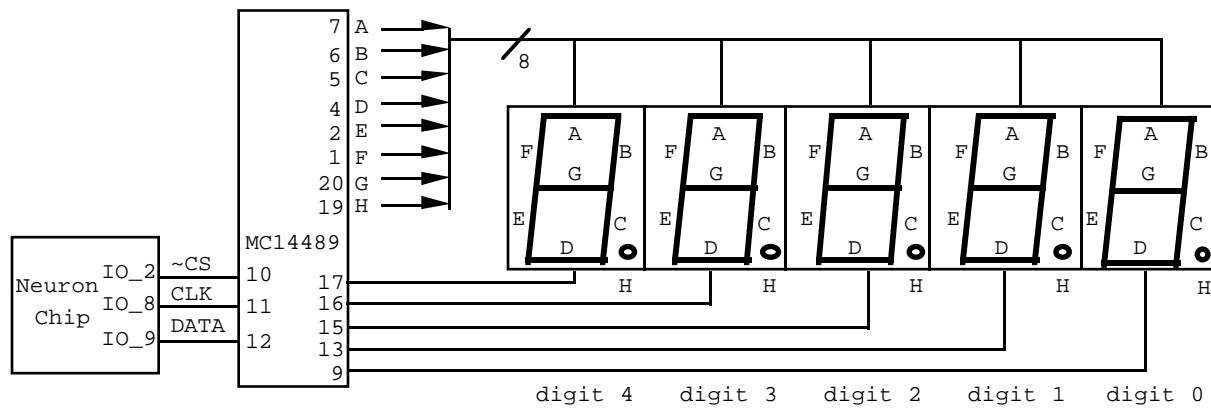 7 A
6 B
5 C
4 D
2 E
1 F
20 G
19 H
8
MC14489
Neuron
Chip
IO_2 ~CS 10
IO_8 CLK 11
IO_9 DATA 12
17
16
15
13
9
A A A A A
F B F B F B F B F B
G G G G G
E C E C E C E C E C
D D D D D
H H H H H
digit 4 digit 3 digit 2 digit 1 digit 0